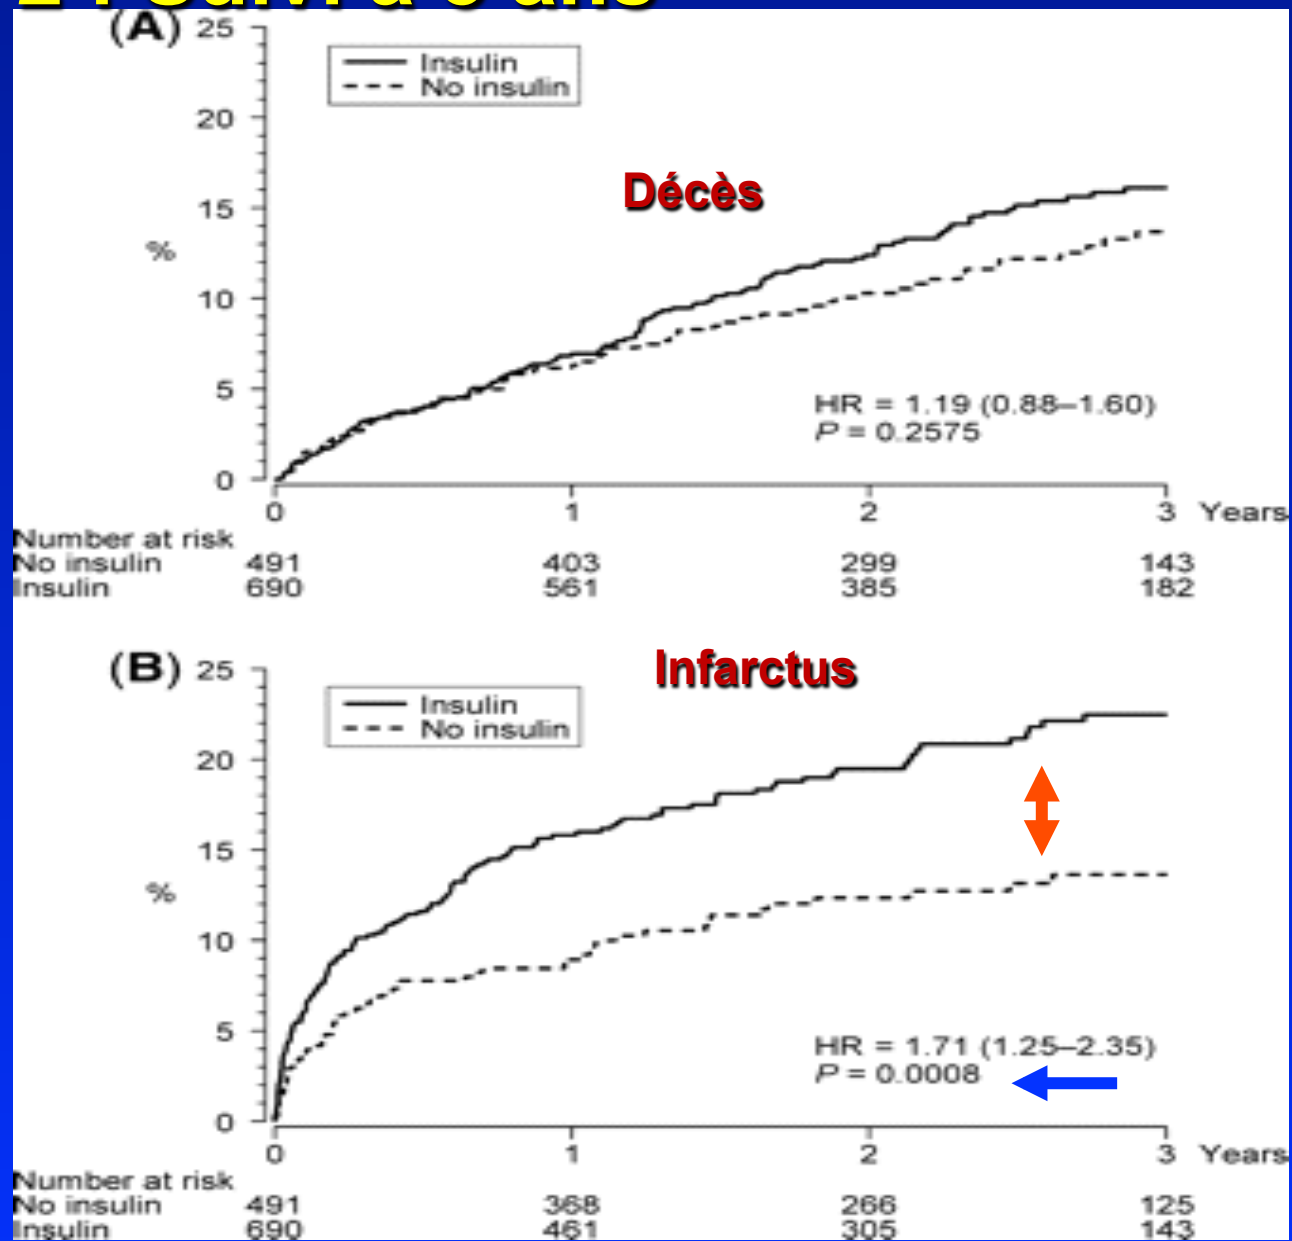 (A) 25
Insulin
No insulin
20
Décès
15
%
10
5
HR = 1.19 (0.88–1.60)
P = 0.2575
0
0 1 2 3 Years
Number at risk
No insulin 491 403 299 143
Insulin 690 561 385 182
Infarctus
(B) 25
Insulin
No insulin
20
15
%
10
5
HR = 1.71 (1.25–2.35)
P = 0.0008
0
0 1 2 3 Years
Number at risk
No insulin 491 368 266 125
Insulin 690 461 305 143